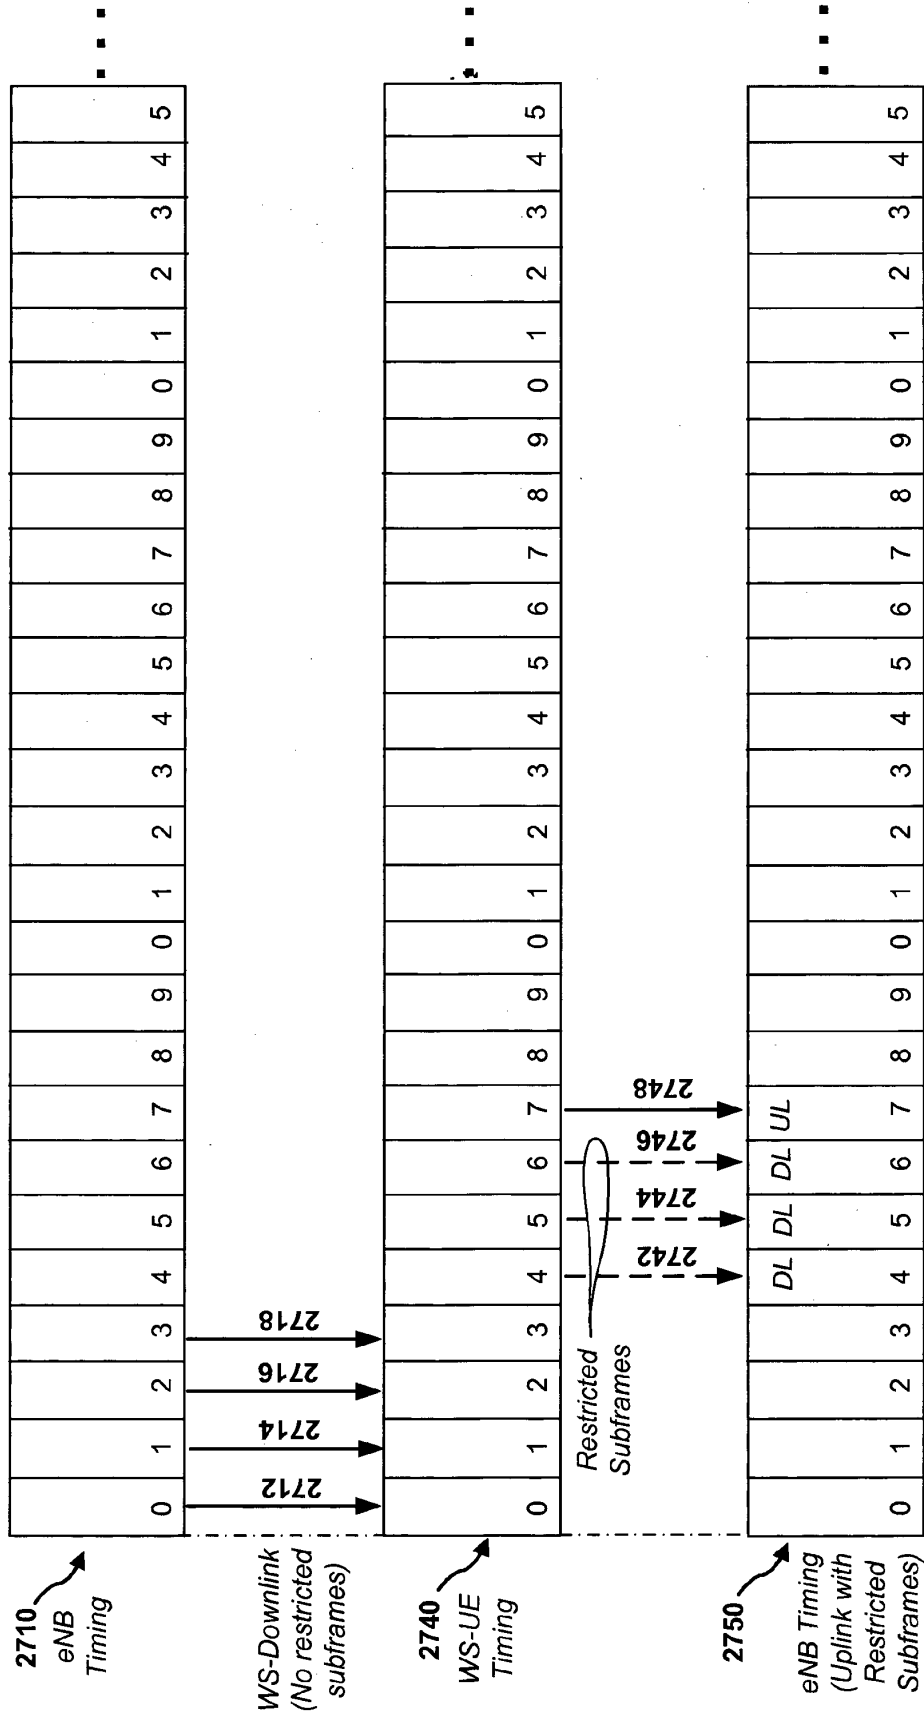 2710
eNB
Timing
0 1 2 3 4 5 6 7 8 9 0 1 2 3 4 5 6 7 8 9 0 1 2 3 4 5
WS-Downlink
(No restricted
subframes)
2712 2714 2716 2718
2740
WS-UE
Timing
0 1 2 3 4 5 6 7 8 9 0 1 2 3 4 5 6 7 8 9 0 1 2 3 4 5
Restricted
Subframes
2742 2744 2746 2748
2750
eNB Timing
(Uplink with
Restricted
Subframes)
DL DL DL UL
0 1 2 3 4 5 6 7 8 9 0 1 2 3 4 5 6 7 8 9 0 1 2 3 4 5